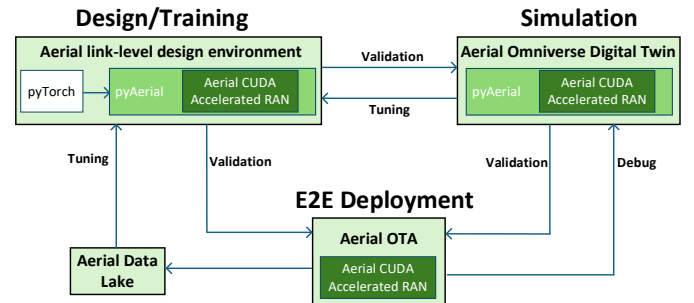 Design/Training
Simulation
Aerial link-level design environment
Validation
Aerial Omniverse Digital Twin
pyTorch
pyAerial
Aerial CUDA
Accelerated RAN
pyAerial
Aerial CUDA
Accelerated RAN
Tuning
Tuning
Validation
Validation
Debug
E2E Deployment
Aerial OTA
Aerial Data
Lake
Aerial CUDA
Accelerated RAN